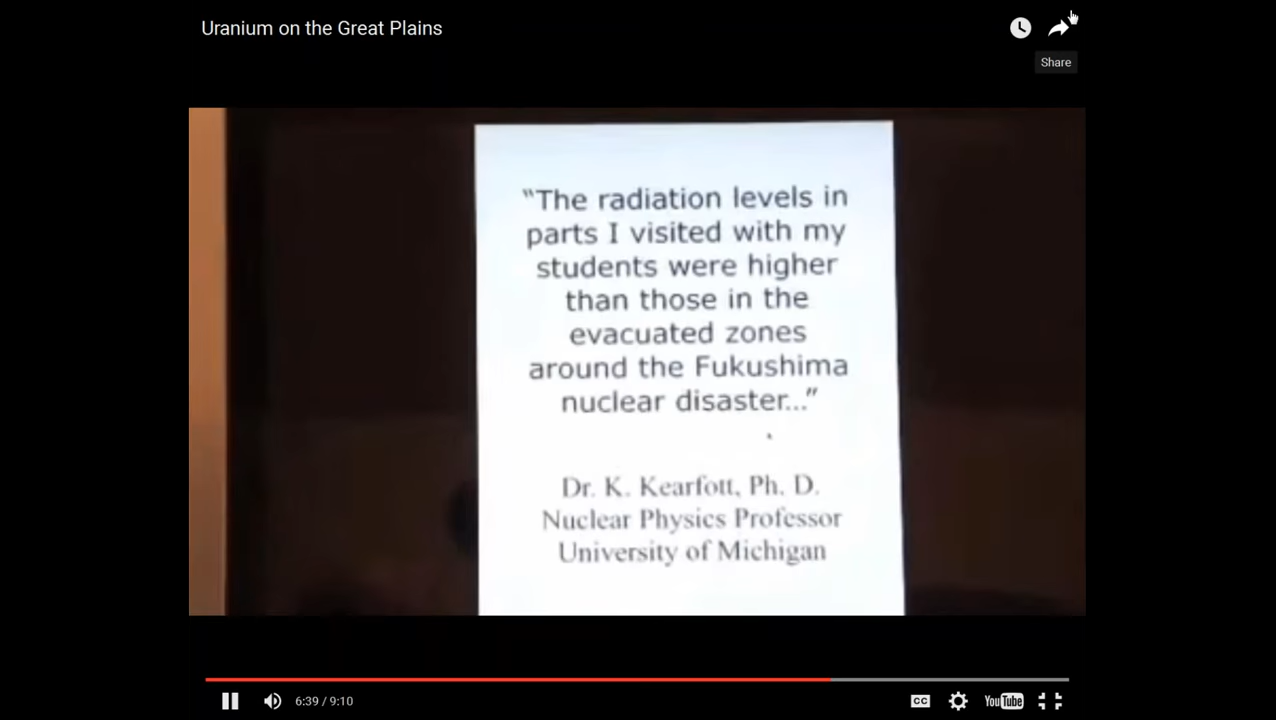 Uranium on the Great Plains
Share
“The radiation levels in
parts I visited with my
students were higher
than those in the
evacuated zones
around the Fukushima
nuclear disaster...”
Dr. K. Kearfott, Ph. D.
Nuclear Physics Professor
University of Michigan
6:39 / 9:10
CC
YouTube